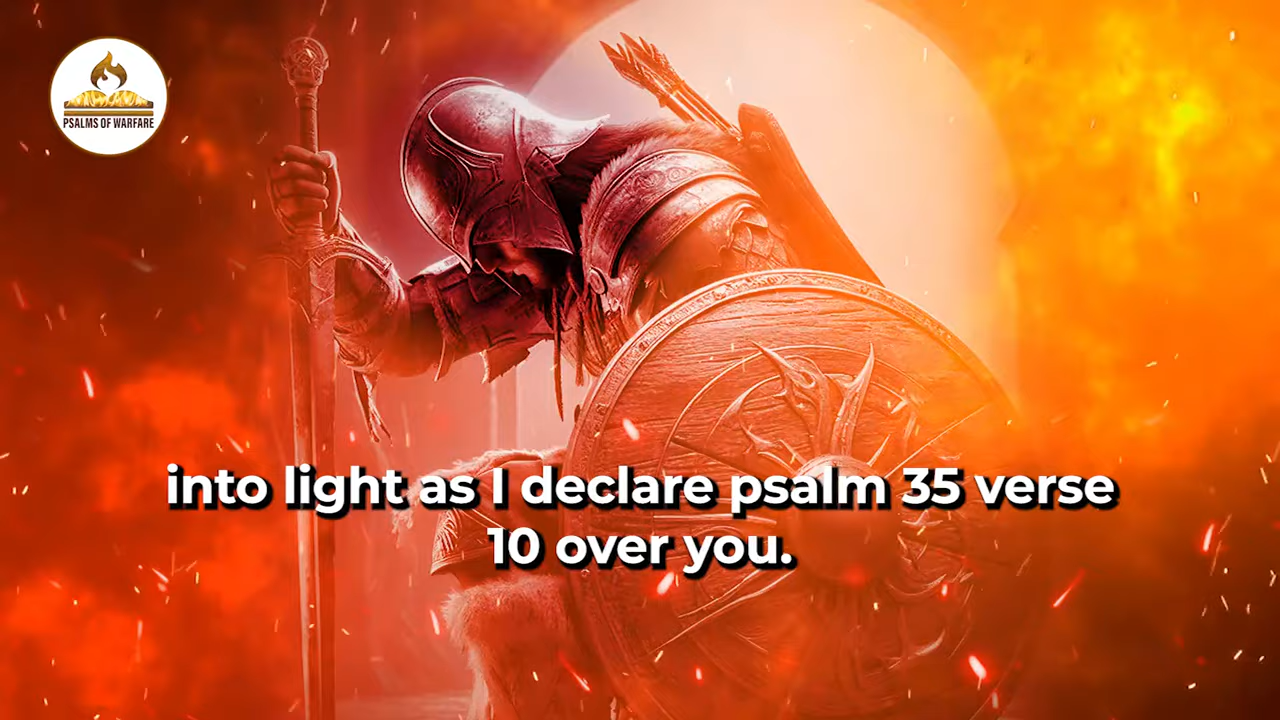 PSALMS OF WARFARE
into light as I declare psalm 35 verse
10 over you.